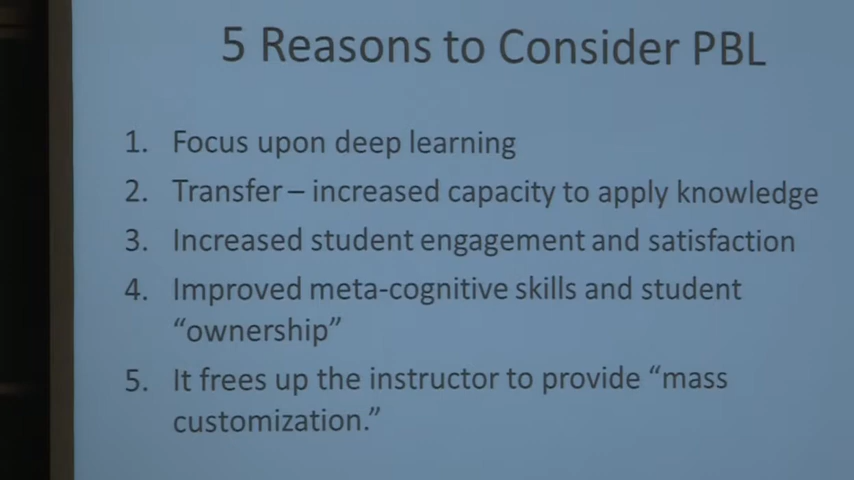 5 Reasons to Consider PBL
1. Focus upon deep learning
2. Transfer – increased capacity to apply knowledge
3. Increased student engagement and satisfaction
4. Improved meta-cognitive skills and student
“ownership”
5. It frees up the instructor to provide “mass
customization.”